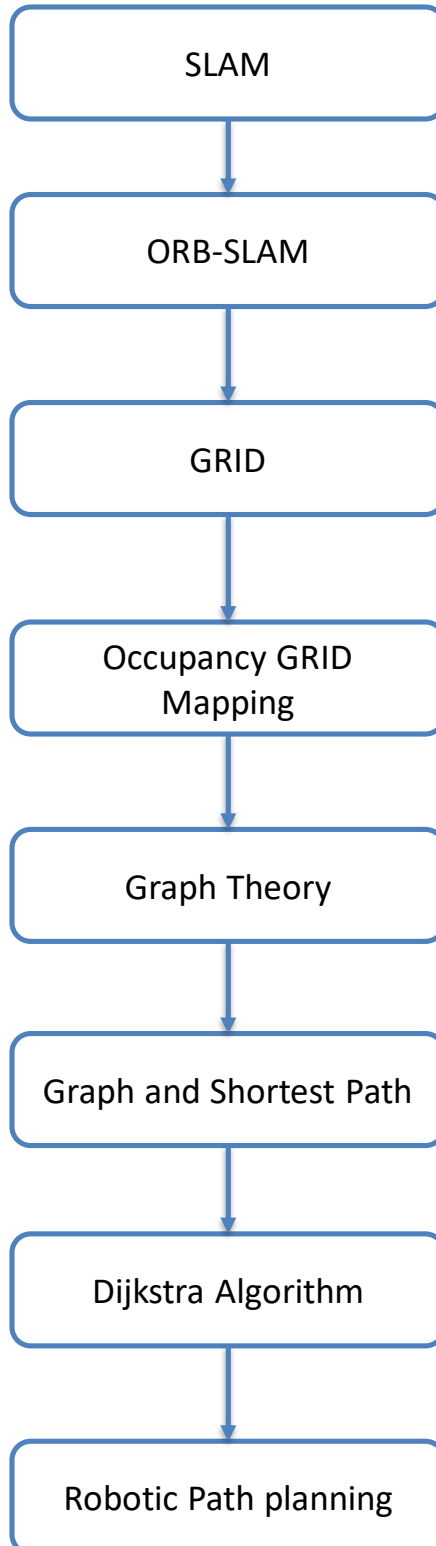 SLAM
ORB-SLAM
GRID
Occupancy GRID
Mapping
Graph Theory
Graph and Shortest Path
Dijkstra Algorithm
Robotic Path planning